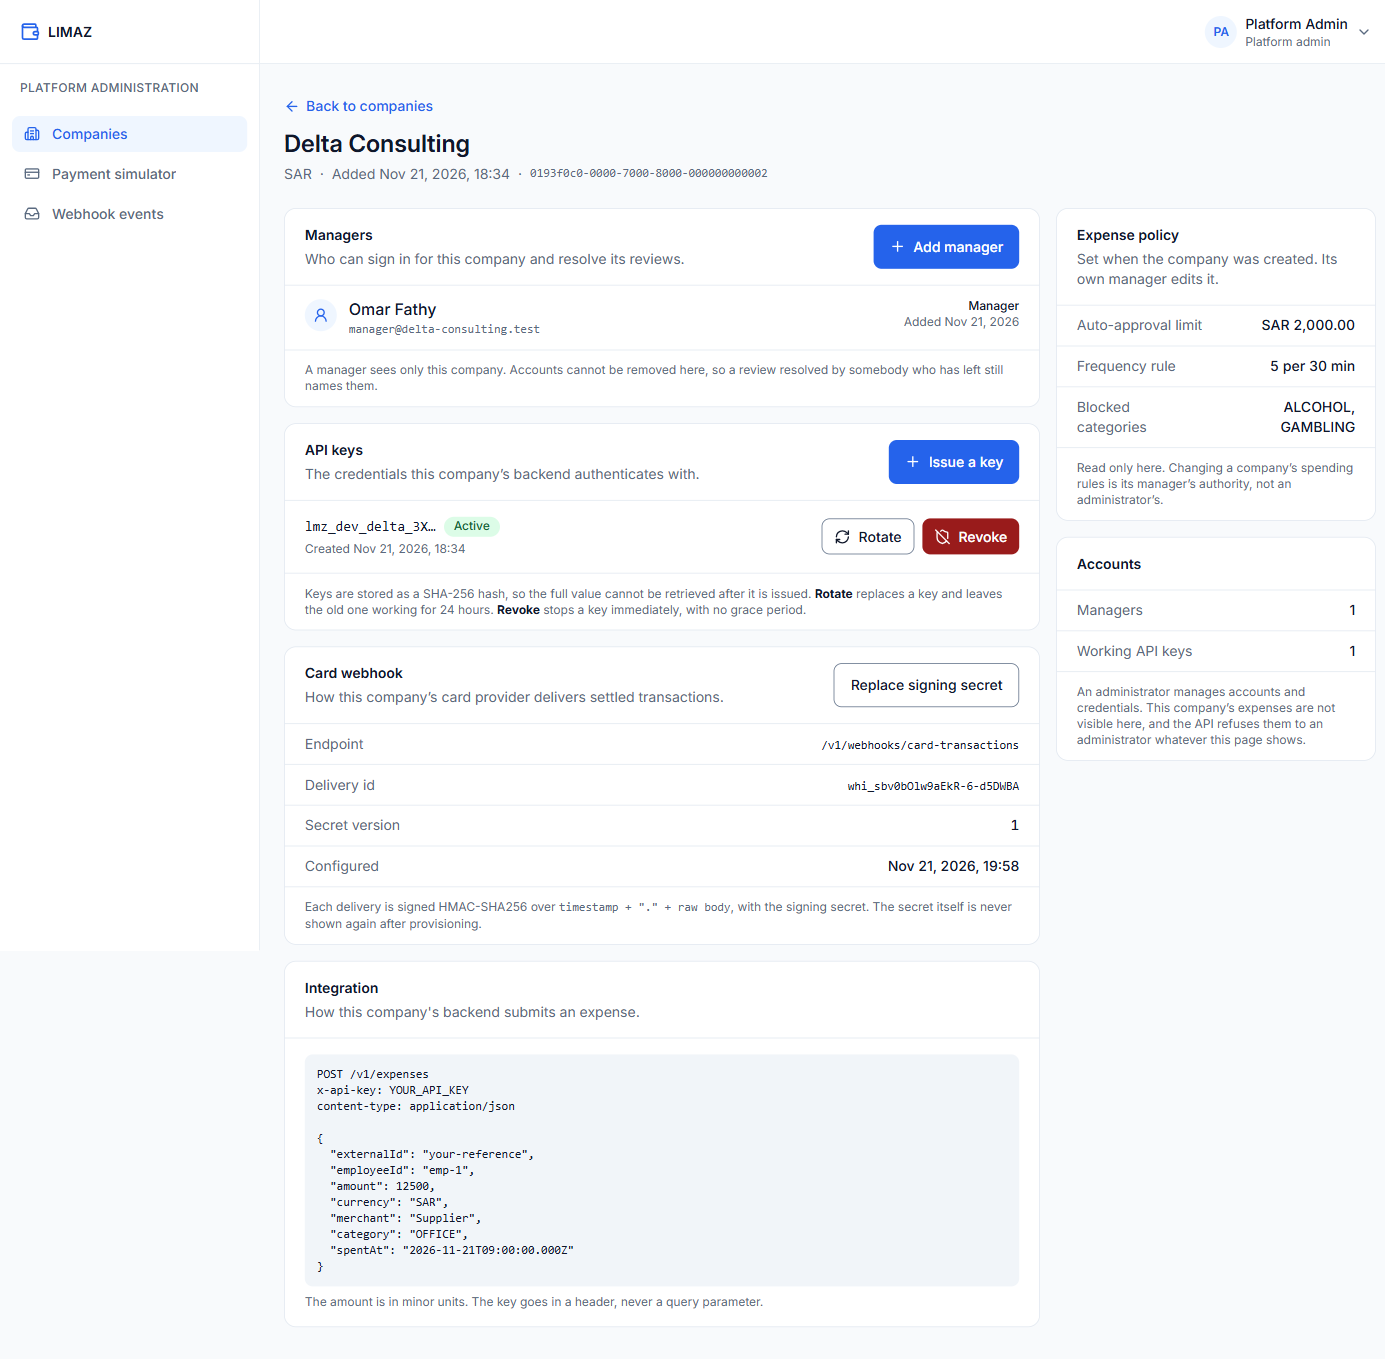 LIMAZ
Platform Admin
PA
Platform admin
PLATFORM ADMINISTRATION
Companies
Payment simulator
Webhook events
Back to companies
Delta Consulting
SAR · Added Nov 21, 2026, 18:34 · 0193f0c0-0000-7000-8000-000000000002
Managers
Who can sign in for this company and resolve its reviews.
Add manager
Omar Fathy
manager@delta-consulting.test
Manager
Added Nov 21, 2026
A manager sees only this company. Accounts cannot be removed here, so a review resolved by somebody who has left still
names them.
API keys
The credentials this company’s backend authenticates with.
Issue a key
lmz_dev_delta_3X… Active
Created Nov 21, 2026, 18:34
Rotate
Revoke
Keys are stored as a SHA-256 hash, so the full value cannot be retrieved after it is issued. Rotate replaces a key and leaves
the old one working for 24 hours. Revoke stops a key immediately, with no grace period.
Card webhook
How this company’s card provider delivers settled transactions.
Replace signing secret
Endpoint /v1/webhooks/card-transactions
Delivery id whi_sbv0bOlw9aEkR-6-d5DWBA
Secret version 1
Configured Nov 21, 2026, 19:58
Each delivery is signed HMAC-SHA256 over timestamp + "." + raw body, with the signing secret. The secret itself is never
shown again after provisioning.
Integration
How this company's backend submits an expense.
POST /v1/expenses
x-api-key: YOUR_API_KEY
content-type: application/json
{
"externalId": "your-reference",
"employeeId": "emp-1",
"amount": 12500,
"currency": "SAR",
"merchant": "Supplier",
"category": "OFFICE",
"spentAt": "2026-11-21T09:00:00.000Z"
}
The amount is in minor units. The key goes in a header, never a query parameter.
Expense policy
Set when the company was created. Its
own manager edits it.
Auto-approval limit SAR 2,000.00
Frequency rule 5 per 30 min
Blocked ALCOHOL,
categories GAMBLING
Read only here. Changing a company’s spending
rules is its manager’s authority, not an
administrator’s.
Accounts
Managers 1
Working API keys 1
An administrator manages accounts and
credentials. This company’s expenses are not
visible here, and the API refuses them to an
administrator whatever this page shows.